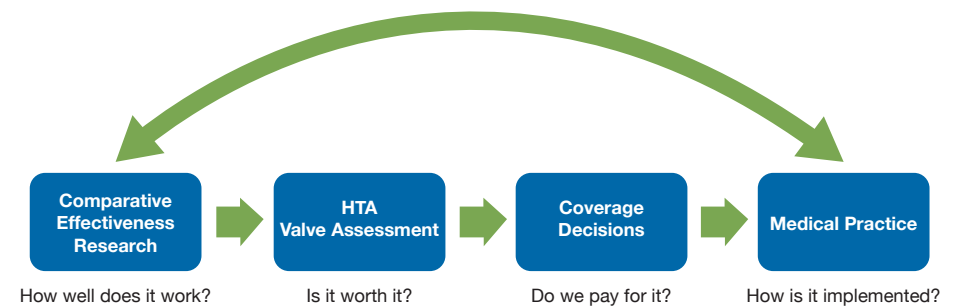 Comparative
Effectiveness
Research
HTA
Valve Assessment
Coverage
Decisions
Medical Practice
How well does it work?
Is it worth it?
Do we pay for it?
How is it implemented?